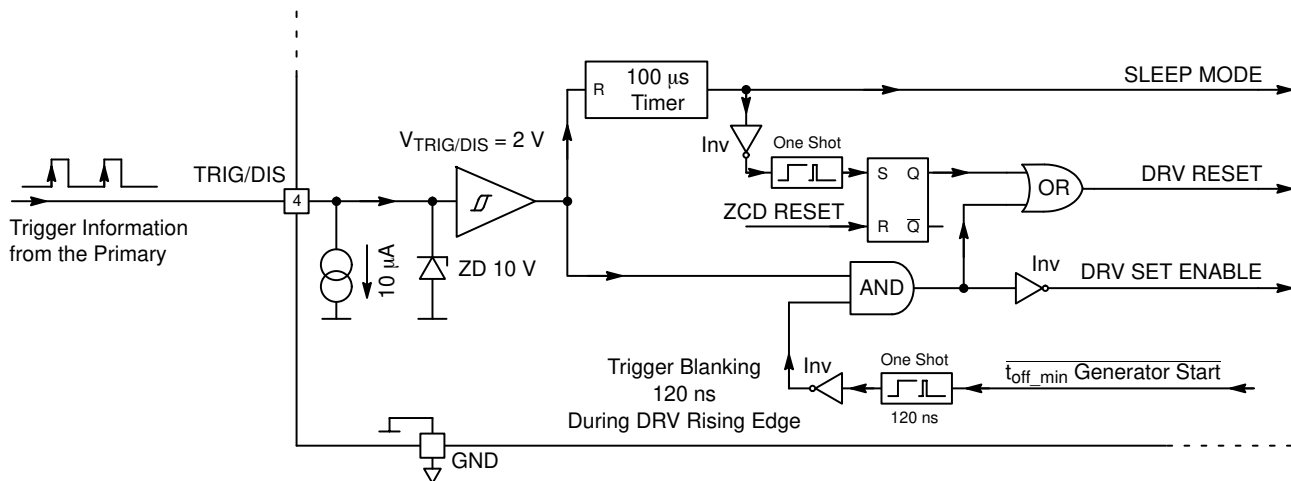 100 μs
Timer
R
SLEEP MODE
V_TRIG/DIS = 2 V
Inv
One Shot
TRIG/DIS
4
S Q
OR
DRV RESET
Trigger Information
from the Primary
ZCD RESET
R Q̅
10 μA
ZD 10 V
AND
Inv
DRV SET ENABLE
Trigger Blanking
120 ns
During DRV Rising Edge
Inv
One Shot
120 ns
t_off_min Generator Start
GND